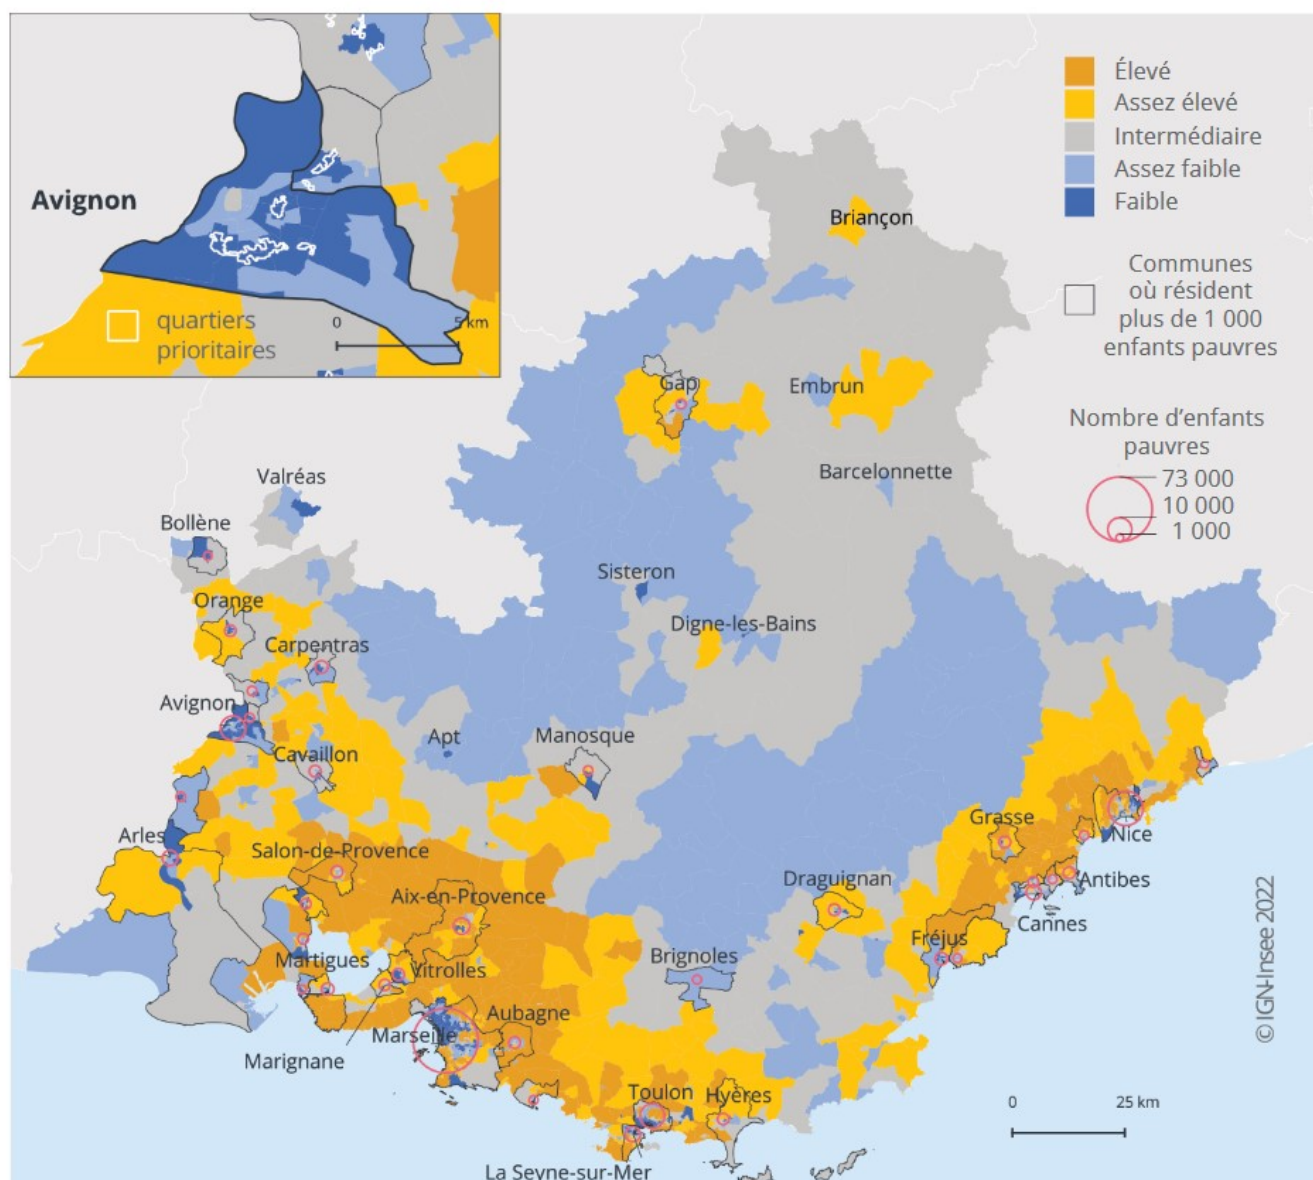 Avignon
quartiers
prioritaires
0
5 km
Élevé
Assez élevé
Intermédiaire
Assez faible
Faible
Communes
où résident
plus de 1 000
enfants pauvres
Nombre d'enfants
pauvres
73 000
10 000
1 000
Briançon
Gap
Embrun
Barcelonnette
Valréas
Bollène
Sisteron
Orange
Digne-les-Bains
Carpentras
Avignon
Apt
Manosque
Cavaillon
Grasse
Nice
Arles
Salon-de-Provence
Draguignan
Antibes
Aix-en-Provence
Cannes
Fréjus
Brignoles
Martigues
Vitrolles
Aubagne
Marseille
Marignane
Toulon
Hyères
La Seyne-sur-Mer
0
25 km
© IGN-Insee 2022